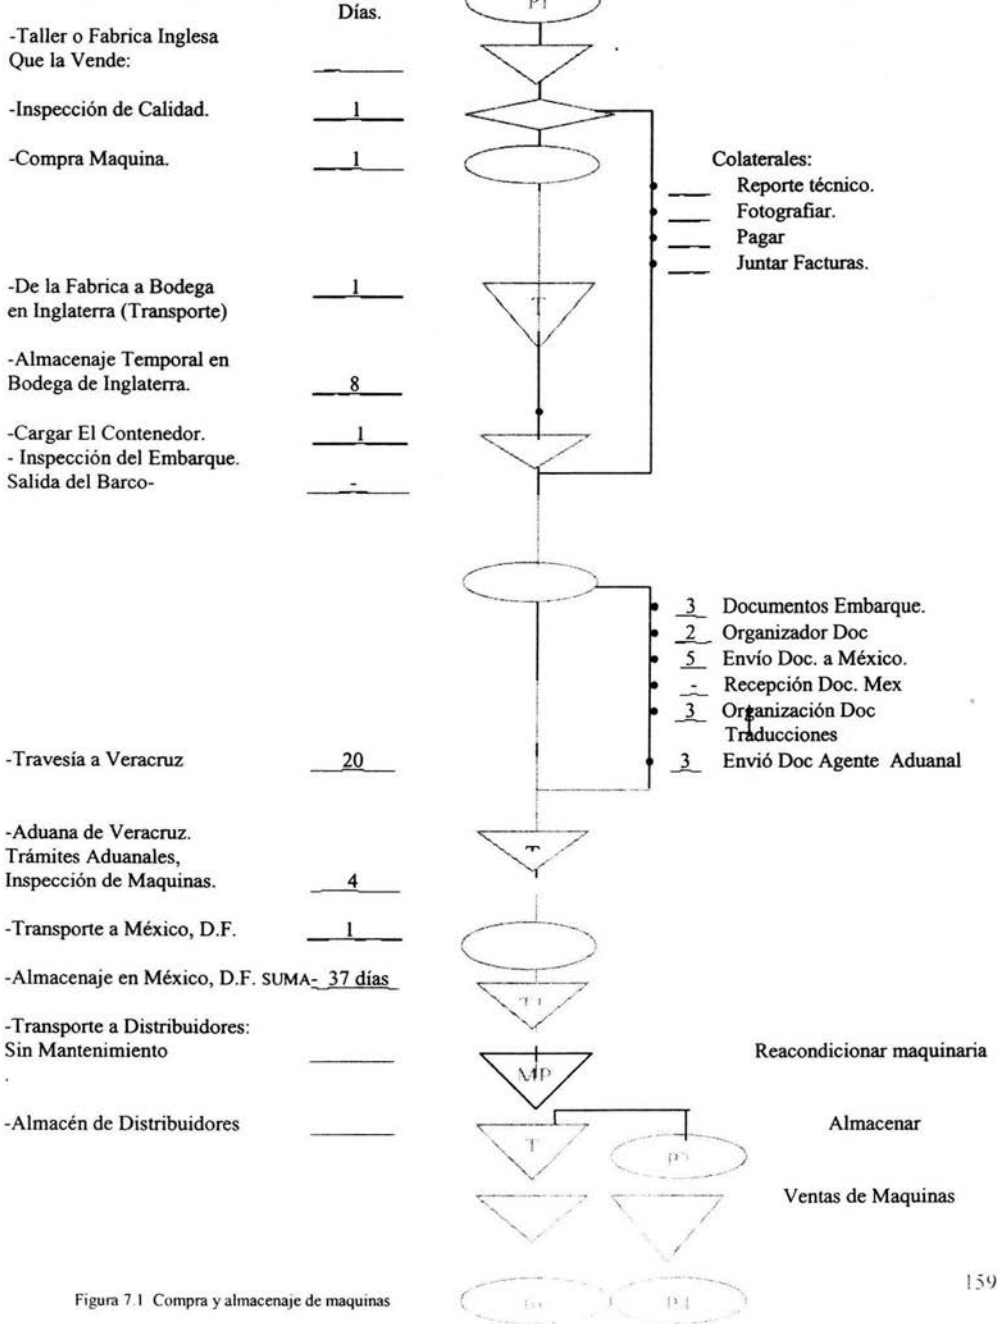 Días.
P1
-Taller o Fabrica Inglesa
Que la Vende:
-Inspección de Calidad. 1
-Compra Maquina. 1
Colaterales:
Reporte técnico.
Fotografiar.
Pagar
Juntar Facturas.
-De la Fabrica a Bodega 1
en Inglaterra (Transporte)
T
-Almacenaje Temporal en
Bodega de Inglaterra. 8
-Cargar El Contenedor. 1
- Inspección del Embarque.
Salida del Barco- -
3 Documentos Embarque.
2 Organizador Doc
5 Envío Doc. a México.
- Recepción Doc. Mex
3 Organización Doc
Traducciones
-Travesía a Veracruz 20
3 Envió Doc Agente Aduanal
-Aduana de Veracruz.
Trámites Aduanales,
Inspección de Maquinas. 4
T
-Transporte a México, D.F. 1
-Almacenaje en México, D.F. SUMA- 37 días
-Transporte a Distribuidores:
Sin Mantenimiento
MP
Reacondicionar maquinaria
-Almacén de Distribuidores
T
Almacenar
Ventas de Maquinas
Figura 7.1 Compra y almacenaje de maquinas
159